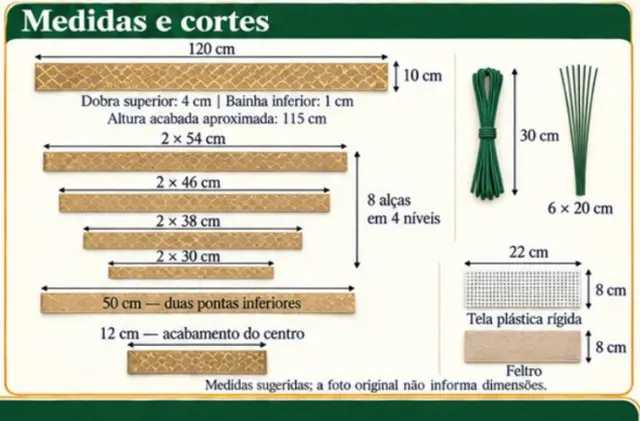 Medidas e cortes
120 cm
10 cm
Dobra superior: 4 cm | Bainha inferior: 1 cm
Altura acabada aproximada: 115 cm
2 × 54 cm
2 × 46 cm
2 × 38 cm
2 × 30 cm
8 alças
em 4 níveis
50 cm — duas pontas inferiores
12 cm — acabamento do centro
30 cm
6 × 20 cm
22 cm
8 cm
Tela plástica rígida
8 cm
Feltro
Medidas sugeridas; a foto original não informa dimensões.